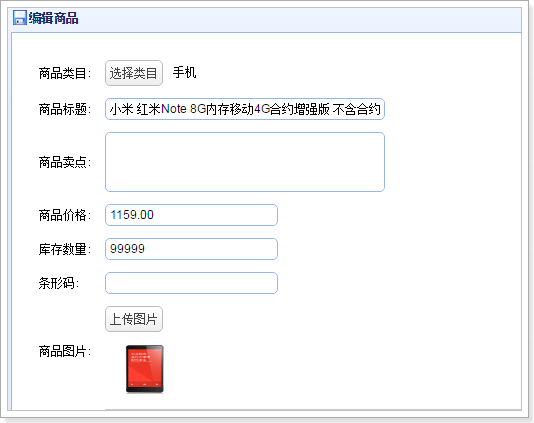 编辑商品
商品类目: 选择类目 手机
商品标题: 小米 红米Note 8G内存移动4G合约增强版 不含合约
商品卖点:
商品价格: 1159.00
库存数量: 99999
条形码:
上传图片
商品图片: